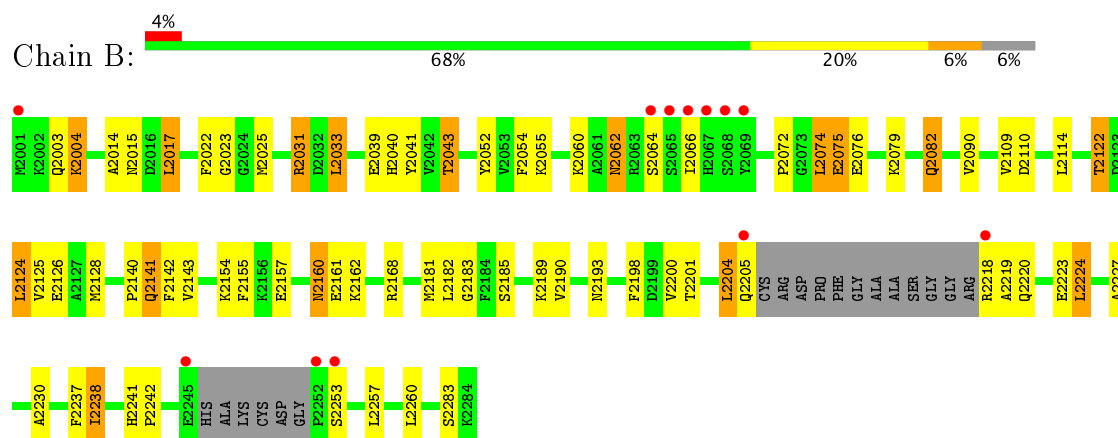 4%
Chain B:
68% 20% 6% 6%
M2001 K2002 Q2003 K2004 A2014 N2015 D2016 L2017 F2022 G2023 G2024 M2025 R2031 D2032 L2033 E2039 H2040 Y2041 V2042 T2043 Y2052 V2053 F2054 K2055 K2060 A2061 N2062 R2063 S2064 S2065 I2066 H2067 S2068 Y2069 P2072 G2073 L2074 E2075 E2076 K2079 Q2082 V2090 V2109 D2110 L2114 T2122 D2123
L2124 V2125 E2126 A2127 M2128 P2140 Q2141 F2142 V2143 K2154 F2155 K2156 E2157 N2160 E2161 K2162 R2168 M2181 L2182 G2183 F2184 S2185 K2189 V2190 N2193 F2198 D2199 V2200 T2201 L2204 Q2205 CYS ARG ASP PRO PHE GLY ALA ALA SER GLY GLY ARG R2218 A2219 Q2220 E2223 L2224 A2227
A2230 F2237 I2238 H2241 P2242 E2245 HIS ALA LYS CYS ASP GLY P2252 S2253 L2257 L2260 S2283 K2284